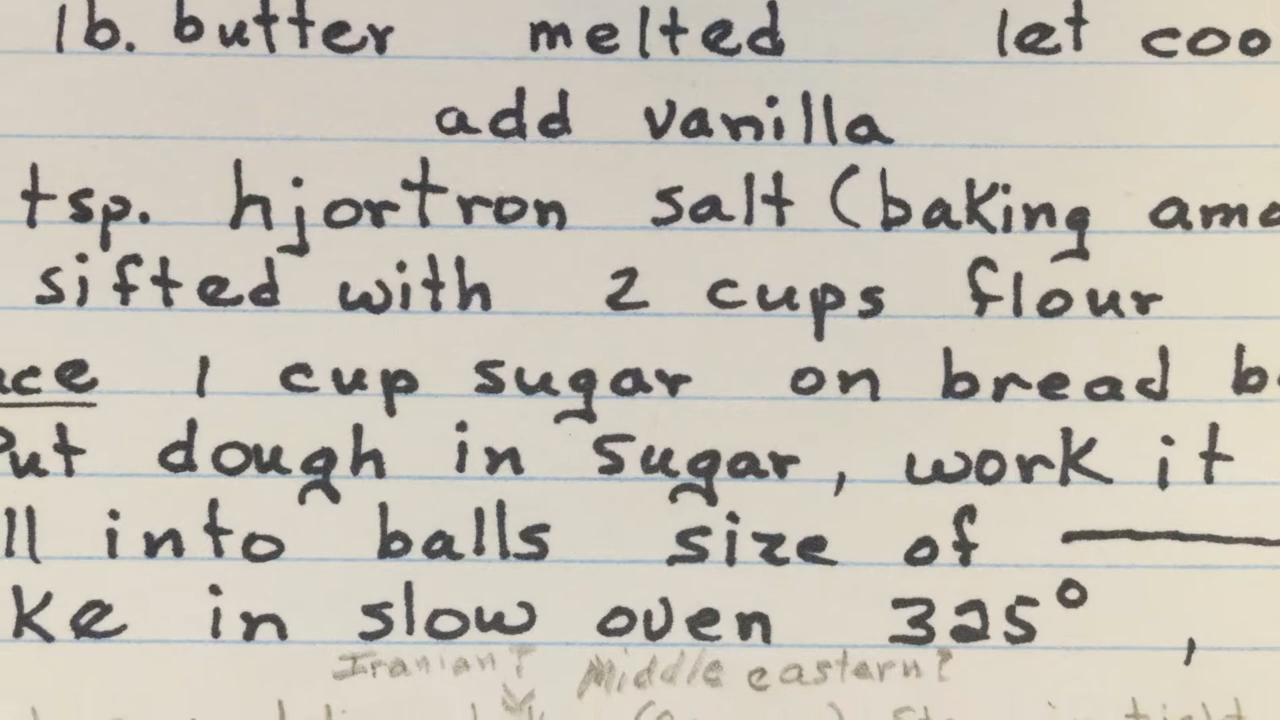 lb. butter melted let coo
add vanilla
tsp. hjortron salt (baking amo
sifted with 2 cups flour
ace 1 cup sugar on bread b
Put dough in sugar, work it
ll into balls size of —
ke in slow oven 325° ,
Iranian? Middle eastern?